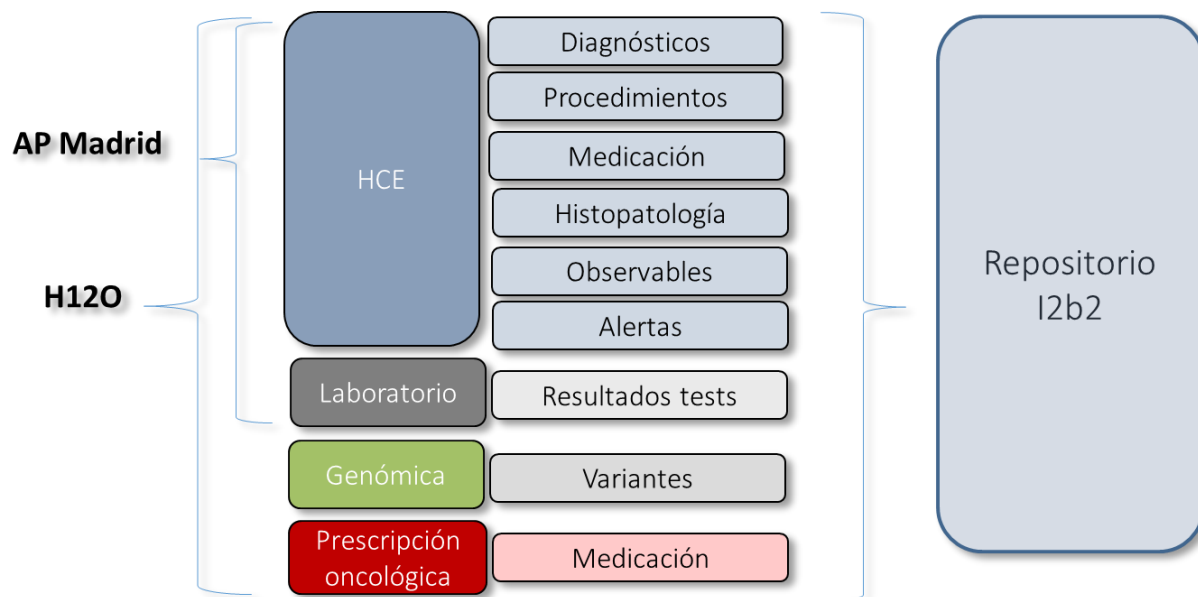 AP Madrid
H12O
HCE
Diagnósticos
Procedimientos
Medicación
Histopatología
Observables
Alertas
Laboratorio
Resultados tests
Genómica
Variantes
Prescripción
oncológica
Medicación
Repositorio
I2b2